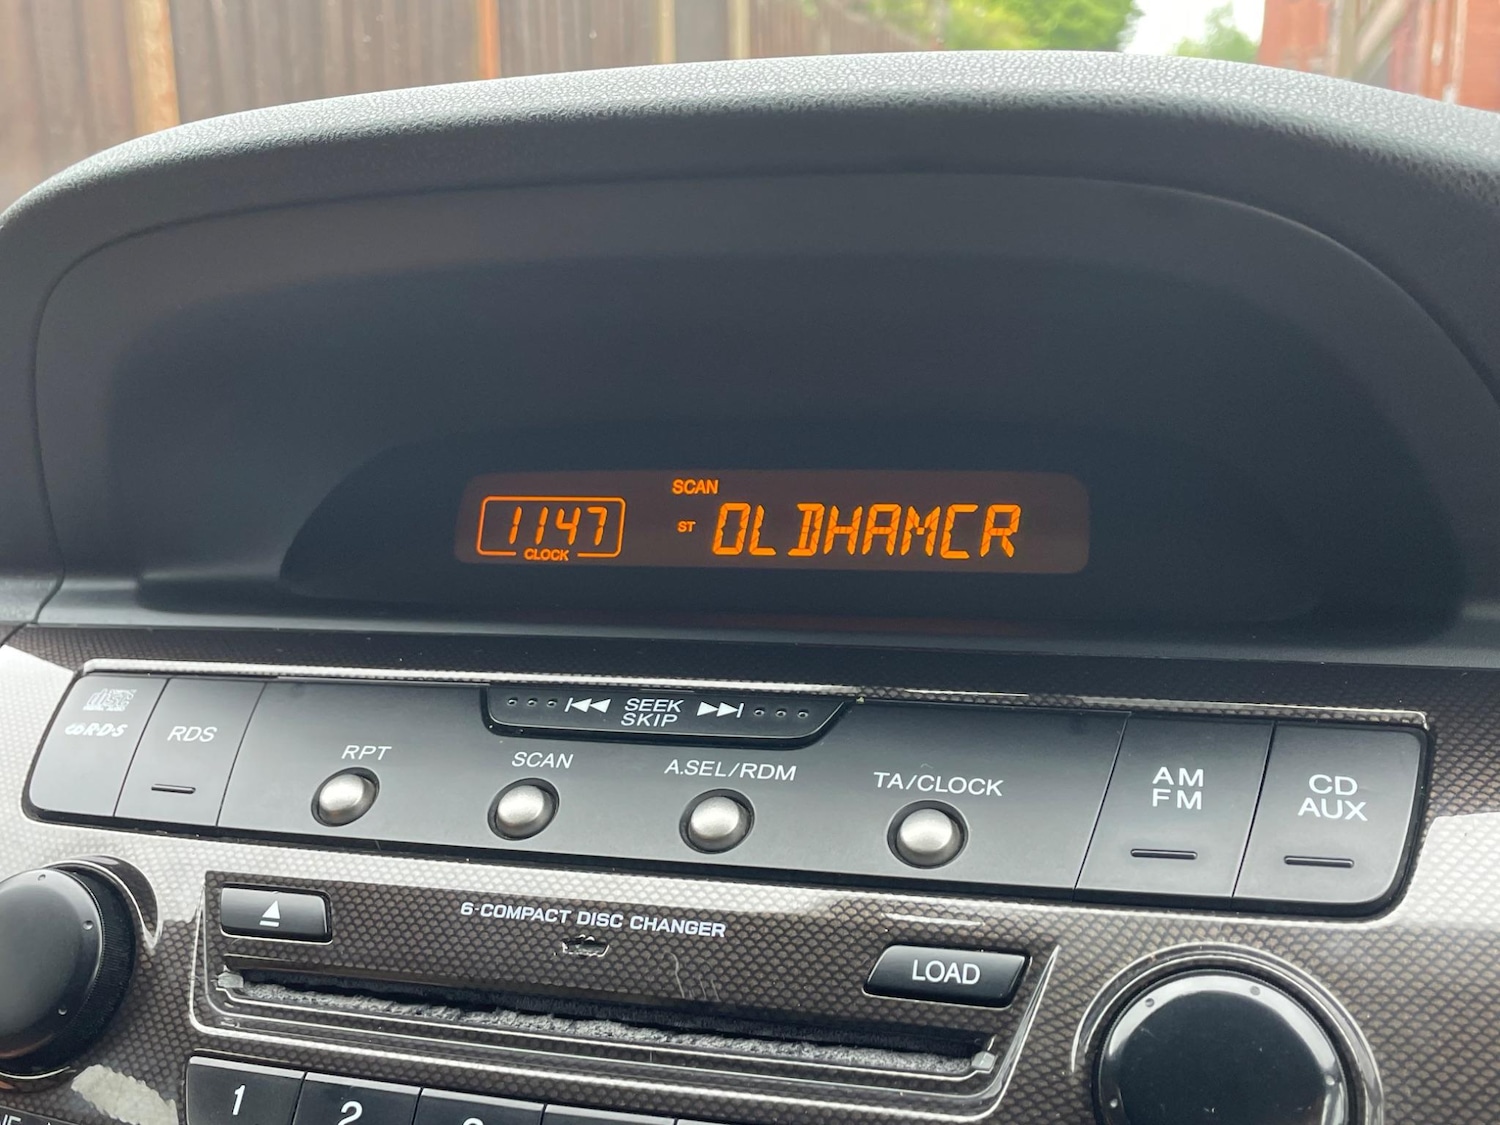 SCAN
1147
CLOCK
ST
OLDHAMCR
SEEK
SKIP
RDS
RDS
RPT
SCAN
A.SEL/RDM
TA/CLOCK
AM
FM
CD
AUX
6-COMPACT DISC CHANGER
LOAD
1
2